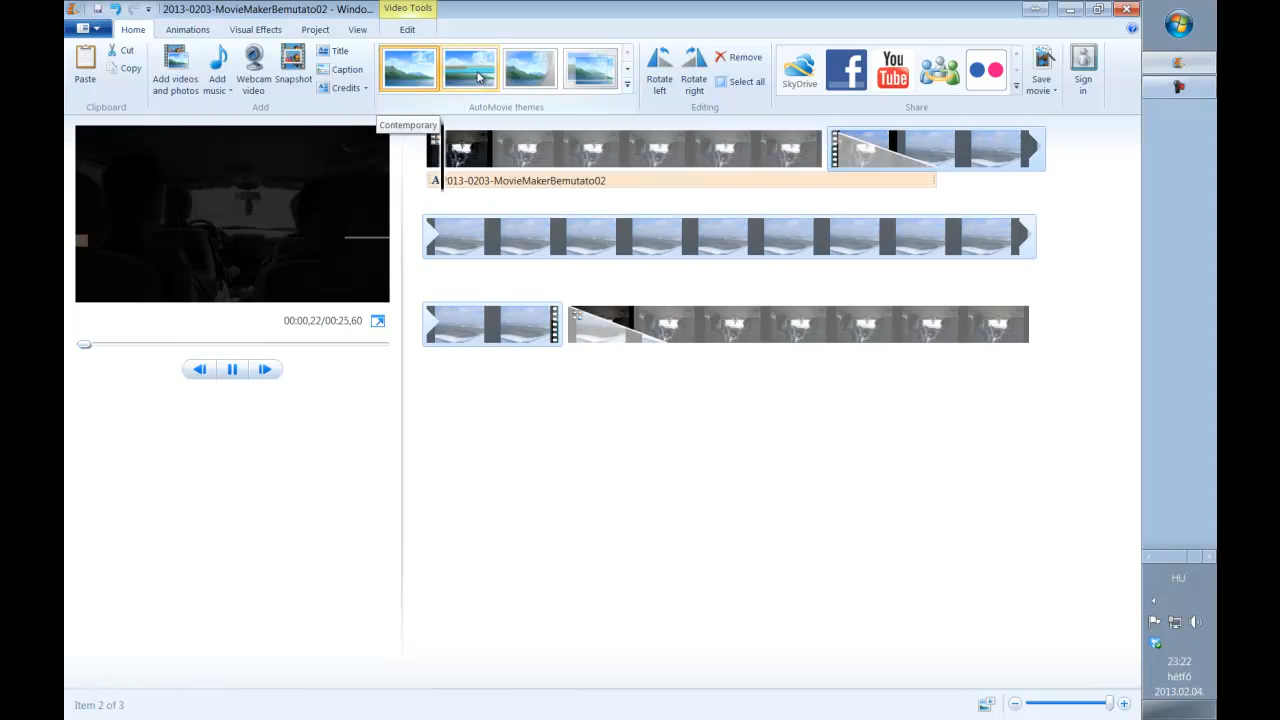 2013-0203-MovieMakerBemutato02 - Windo...
Video Tools
Home
Animations
Visual Effects
Project
View
Edit
Paste
Cut
Copy
Clipboard
Add videos
and photos
Add
music
Webcam
video
Snapshot
Title
Caption
Credits
Add
AutoMovie themes
Contemporary
Rotate
left
Rotate
right
Remove
Select all
Editing
SkyDrive
f
You
Tube
Share
Save
movie
Sign
in
A
013-0203-MovieMakerBemutato02
00:00,22/00:25,60
Item 2 of 3
HU
23:22
hétfő
2013.02.04.